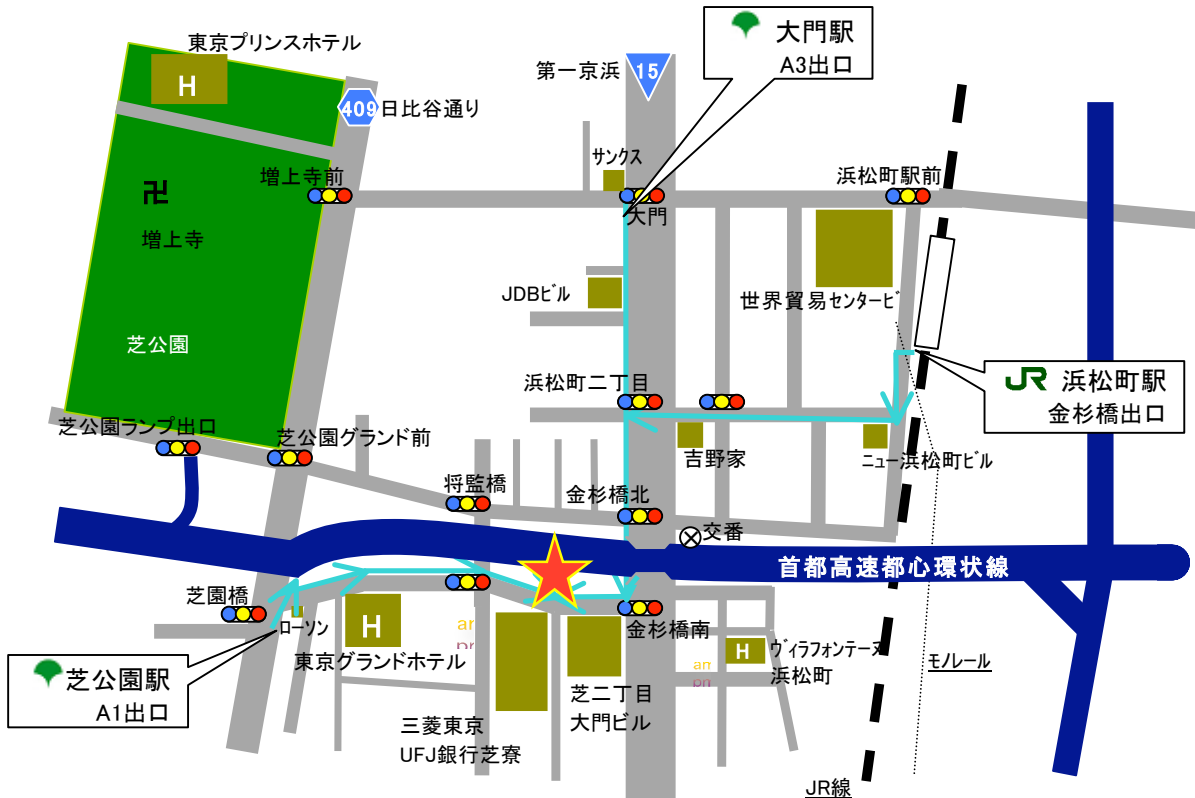 東京プリンスホテル
H
409
日比谷通り
第一京浜
15
大門駅
A3出口
サンクス
増上寺前
大門
浜松町駅前
卍
増上寺
JDBビル
世界貿易センタービ
芝公園
浜松町二丁目
JR 浜松町駅
金杉橋出口
芝公園ランプ出口
芝公園グランド前
吉野家
ニュー浜松町ビル
将監橋
金杉橋北
交番
首都高速都心環状線
芝園橋
ローソン
H
東京グランドホテル
am
pm
金杉橋南
H
ヴィラフォンテーヌ
浜松町
am
pm
モノレール
芝公園駅
A1出口
芝二丁目
大門ビル
三菱東京
UFJ銀行芝寮
JR線